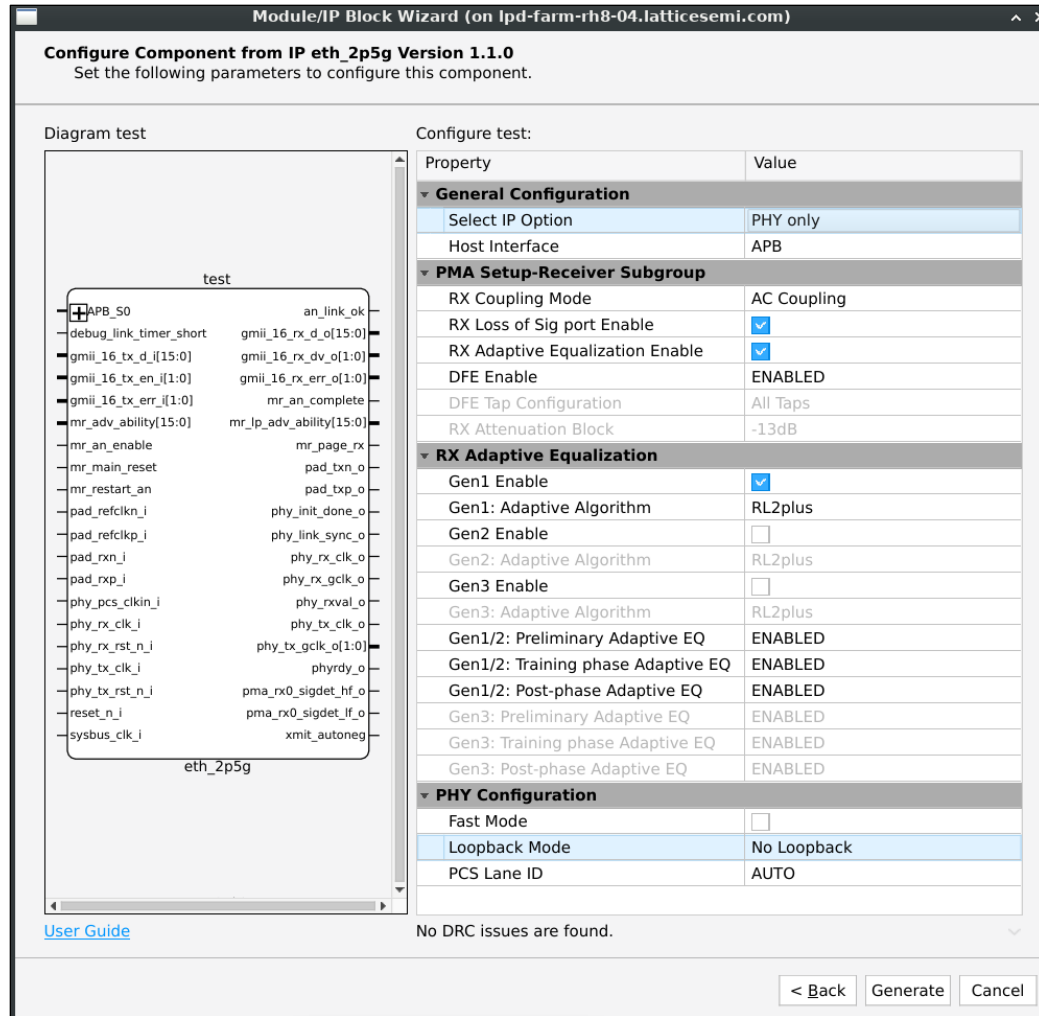 Module/IP Block Wizard (on lpd-farm-rh8-04.latticesemi.com)
Configure Component from IP eth_2p5g Version 1.1.0
Set the following parameters to configure this component.
Diagram test
test
APB_S0 an_link_ok
debug_link_timer_short gmii_16_rx_d_o[15:0]
gmii_16_tx_d_i[15:0] gmii_16_rx_dv_o[1:0]
gmii_16_tx_en_i[1:0] gmii_16_rx_err_o[1:0]
gmii_16_tx_err_i[1:0] mr_an_complete
mr_adv_ability[15:0] mr_lp_adv_ability[15:0]
mr_an_enable mr_page_rx
mr_main_reset pad_txn_o
mr_restart_an pad_txp_o
pad_refclkn_i phy_init_done_o
pad_refclkp_i phy_link_sync_o
pad_rxn_i phy_rx_clk_o
pad_rxp_i phy_rx_gclk_o
phy_pcs_clkin_i phy_rxval_o
phy_rx_clk_i phy_tx_clk_o
phy_rx_rst_n_i phy_tx_gclk_o[1:0]
phy_tx_clk_i phyrdy_o
phy_tx_rst_n_i pma_rx0_sigdet_hf_o
reset_n_i pma_rx0_sigdet_lf_o
sysbus_clk_i xmit_autoneg
eth_2p5g
User Guide
Configure test:
Property Value
General Configuration
Select IP Option PHY only
Host Interface APB
PMA Setup-Receiver Subgroup
RX Coupling Mode AC Coupling
RX Loss of Sig port Enable
RX Adaptive Equalization Enable
DFE Enable ENABLED
DFE Tap Configuration All Taps
RX Attenuation Block -13dB
RX Adaptive Equalization
Gen1 Enable
Gen1: Adaptive Algorithm RL2plus
Gen2 Enable
Gen2: Adaptive Algorithm RL2plus
Gen3 Enable
Gen3: Adaptive Algorithm RL2plus
Gen1/2: Preliminary Adaptive EQ ENABLED
Gen1/2: Training phase Adaptive EQ ENABLED
Gen1/2: Post-phase Adaptive EQ ENABLED
Gen3: Preliminary Adaptive EQ ENABLED
Gen3: Training phase Adaptive EQ ENABLED
Gen3: Post-phase Adaptive EQ ENABLED
PHY Configuration
Fast Mode
Loopback Mode No Loopback
PCS Lane ID AUTO
No DRC issues are found.
< Back Generate Cancel